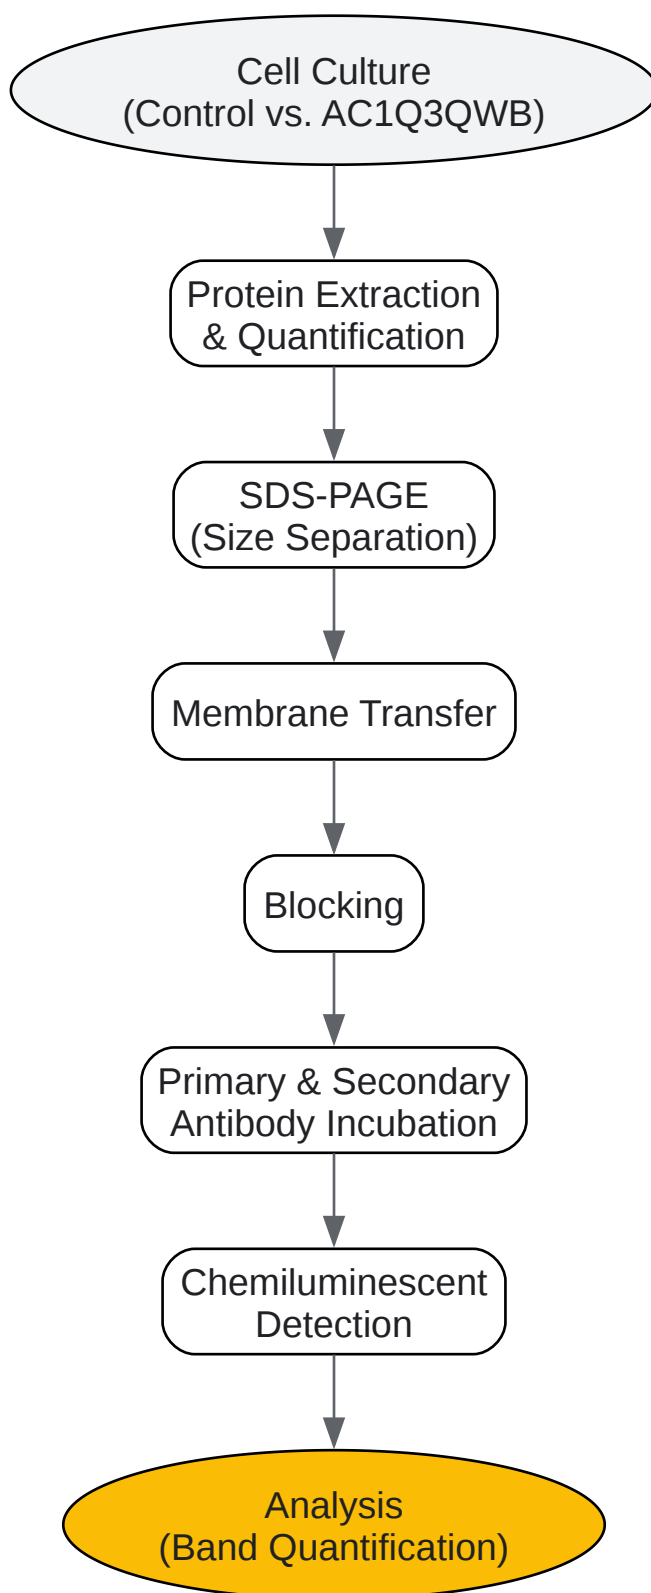 Cell Culture
(Control vs. AC1Q3QWB)
Protein Extraction
& Quantification
SDS-PAGE
(Size Separation)
Membrane Transfer
Blocking
Primary & Secondary
Antibody Incubation
Chemiluminescent
Detection
Analysis
(Band Quantification)